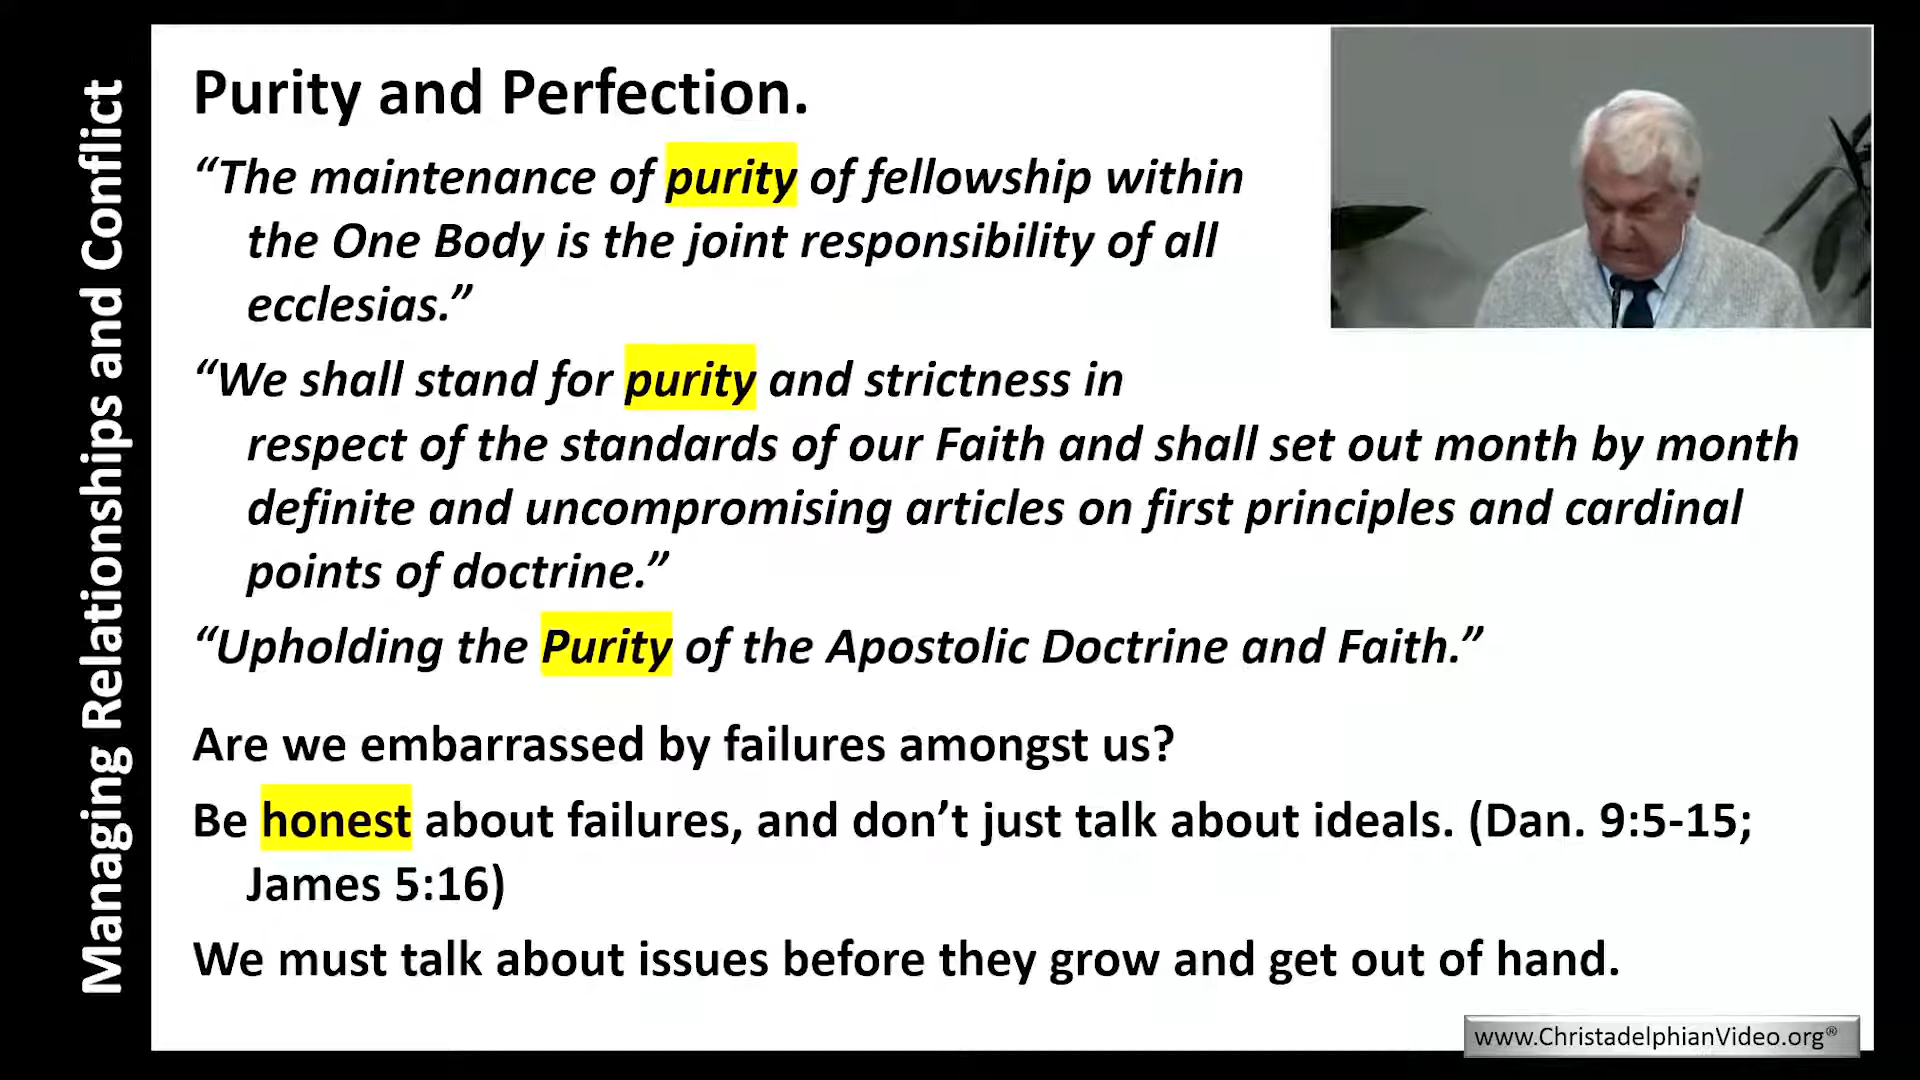 Managing Relationships and Conflict
Purity and Perfection.
“The maintenance of purity of fellowship within
the One Body is the joint responsibility of all
ecclesias.”
“We shall stand for purity and strictness in
respect of the standards of our Faith and shall set out month by month
definite and uncompromising articles on first principles and cardinal
points of doctrine.”
“Upholding the Purity of the Apostolic Doctrine and Faith.”
Are we embarrassed by failures amongst us?
Be honest about failures, and don’t just talk about ideals. (Dan. 9:5-15;
James 5:16)
We must talk about issues before they grow and get out of hand.
www.ChristadelphianVideo.org®